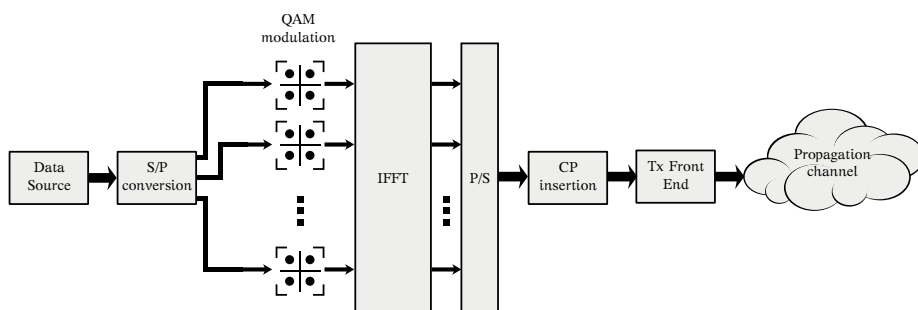 QAM
modulation
Data
Source
S/P
conversion
IFFT
P/S
CP
insertion
Tx Front
End
Propagation
channel